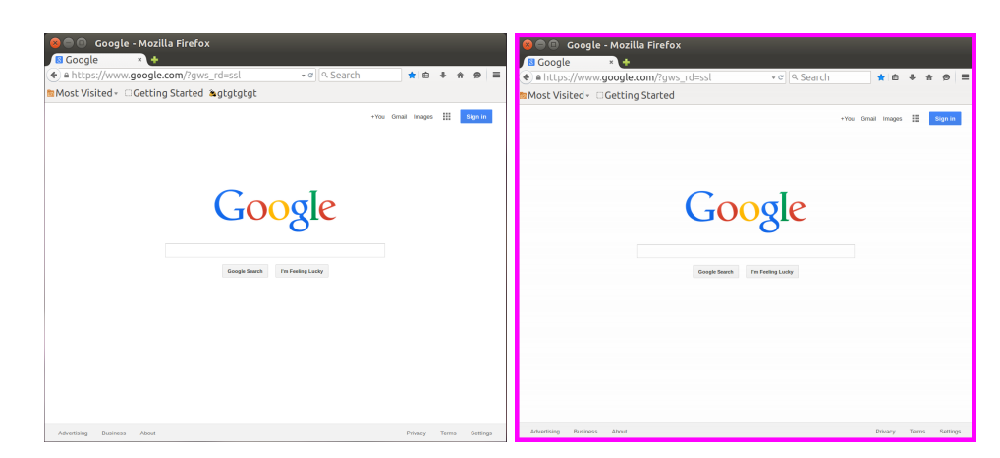 Google - Mozilla Firefox
Google
https://www.google.com/?gws_rd=ssl Search
Most Visited Getting Started gtgtgtgt
+You Gmail Images Sign in
Google
Google Search I'm Feeling Lucky
Advertising Business About Privacy Terms Settings
Google - Mozilla Firefox
Google
https://www.google.com/?gws_rd=ssl Search
Most Visited Getting Started
+You Gmail Images Sign in
Google
Google Search I'm Feeling Lucky
Advertising Business About Privacy Terms Settings